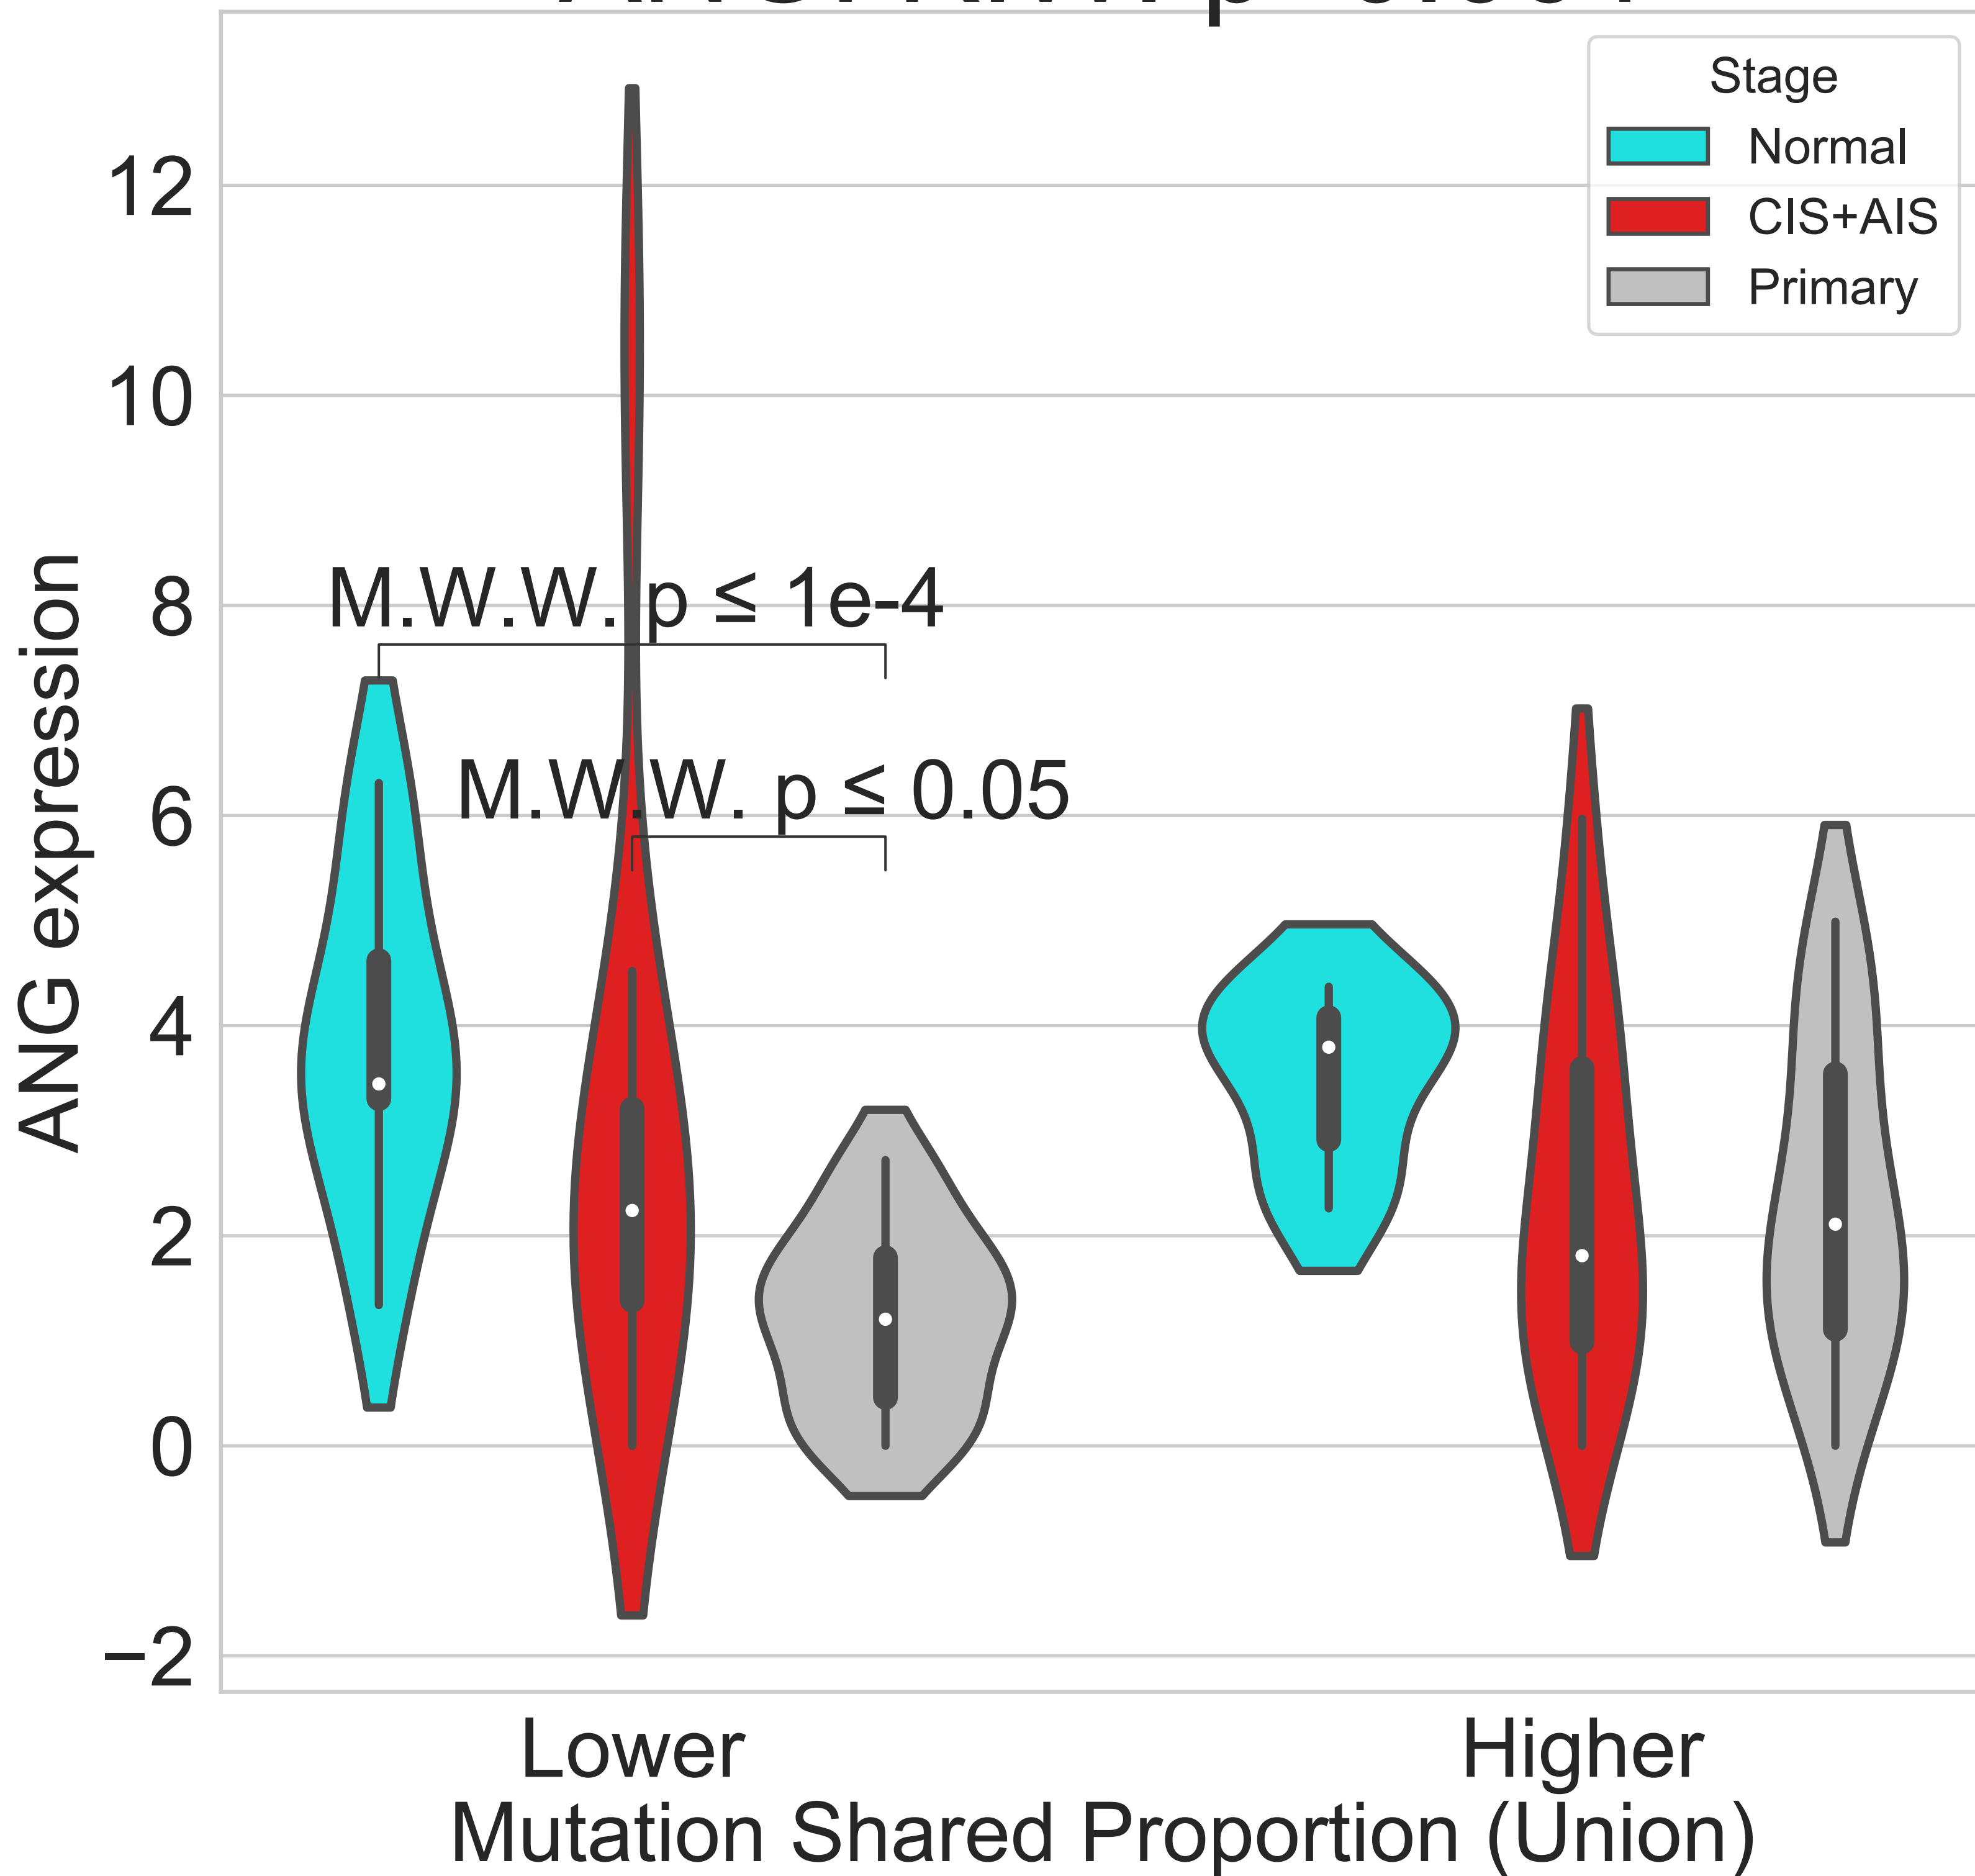 Stage
Normal
CIS+AIS
Primary
12
10
8
6
4
2
0
−2
ANG expression
M.W.W. p ≤ 1e-4
M.W.W. p ≤ 0.05
Lower
Higher
Mutation Shared Proportion (Union)